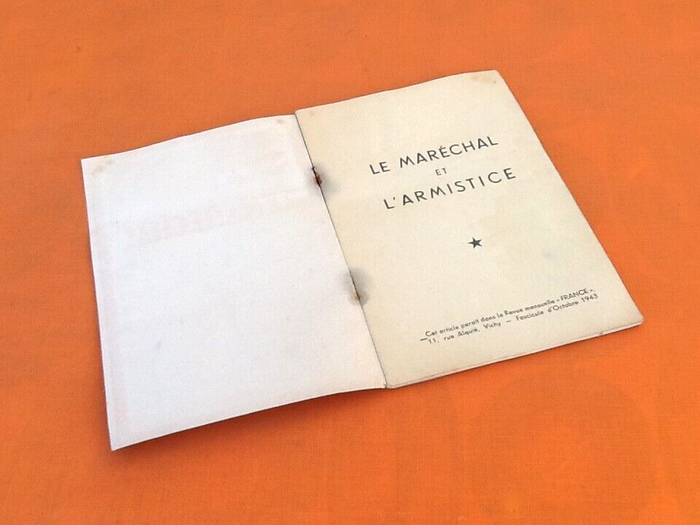 LE MARÉCHAL
ET
L'ARMISTICE
Cet article paraît dans la Revue mensuelle « FRANCE »,
11, rue Alquié, Vichy — Fascicule d'Octobre 1943